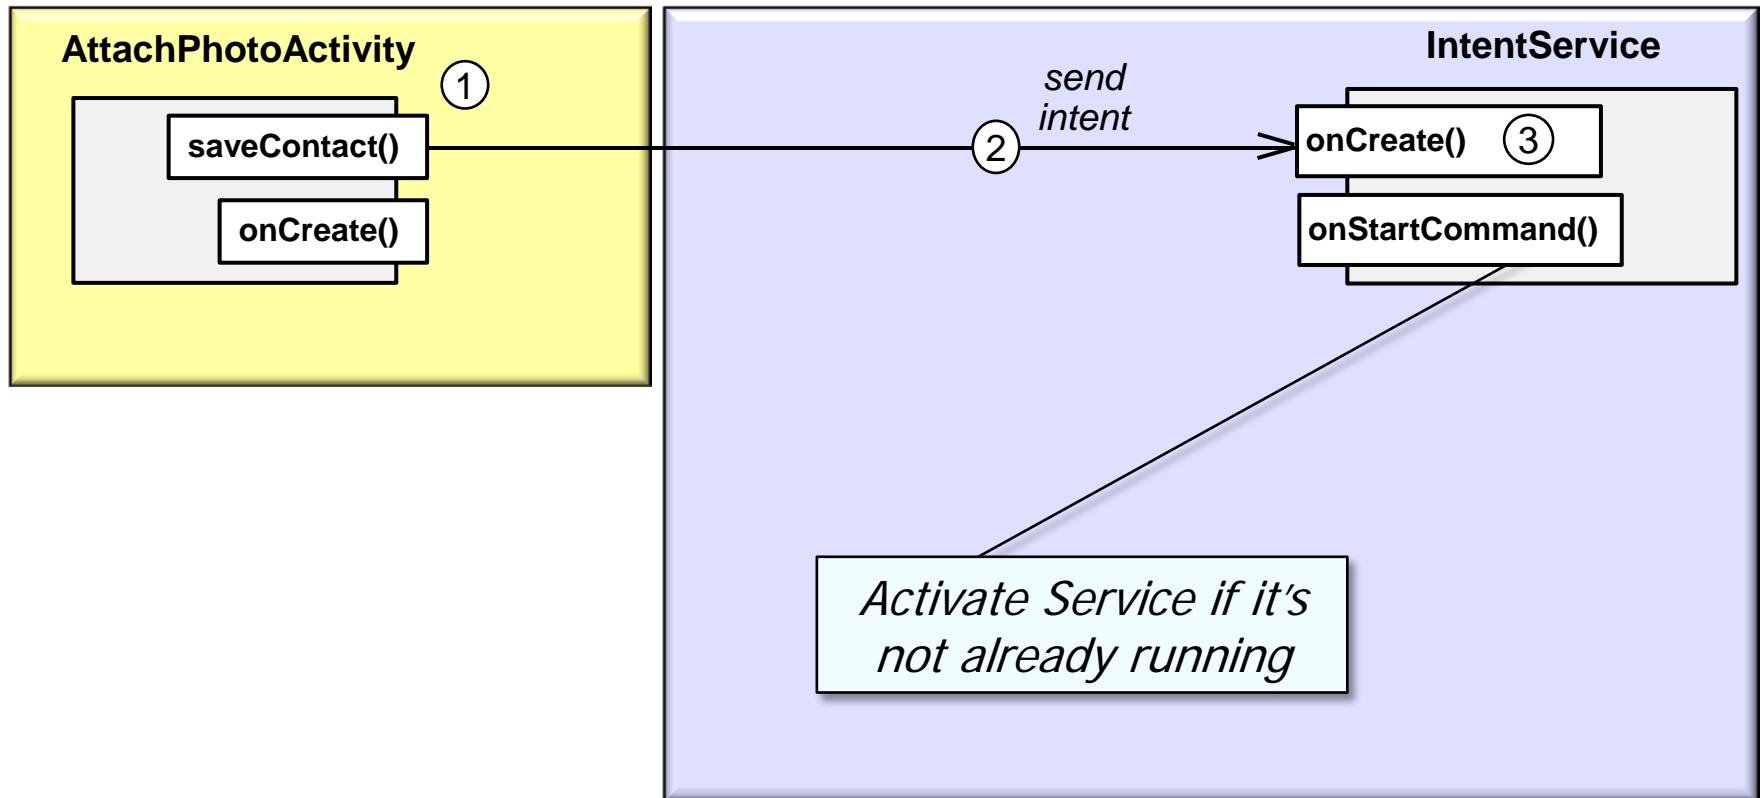 AttachPhotoActivity
1
saveContact()
onCreate()
send
intent
2
IntentService
onCreate() 3
onStartCommand()
Activate Service if it's
not already running